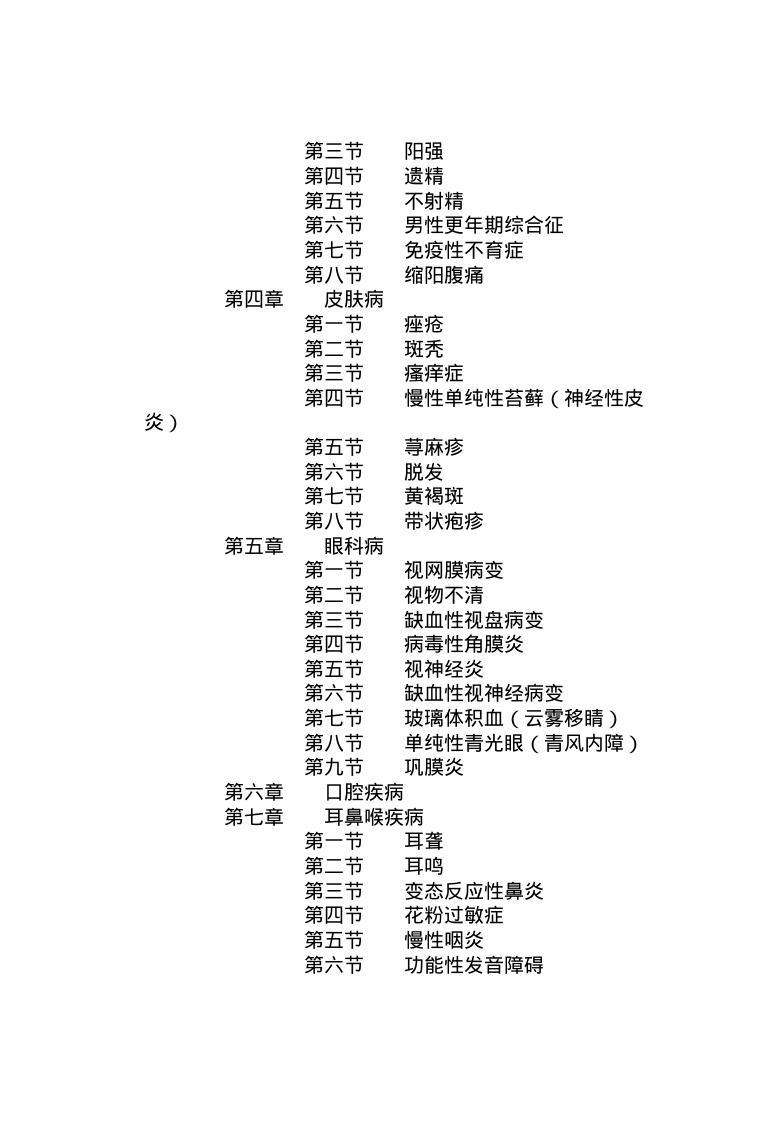 第三节　　阳强
第四节　　遗精
第五节　　不射精
第六节　　男性更年期综合征
第七节　　免疫性不育症
第八节　　缩阳腹痛
第四章　　皮肤病
第一节　　痤疮
第二节　　斑秃
第三节　　瘙痒症
第四节　　慢性单纯性苔藓（神经性皮
炎）
第五节　　荨麻疹
第六节　　脱发
第七节　　黄褐斑
第八节　　带状疱疹
第五章　　眼科病
第一节　　视网膜病变
第二节　　视物不清
第三节　　缺血性视盘病变
第四节　　病毒性角膜炎
第五节　　视神经炎
第六节　　缺血性视神经病变
第七节　　玻璃体积血（云雾移睛）
第八节　　单纯性青光眼（青风内障）
第九节　　巩膜炎
第六章　　口腔疾病
第七章　　耳鼻喉疾病
第一节　　耳聋
第二节　　耳鸣
第三节　　变态反应性鼻炎
第四节　　花粉过敏症
第五节　　慢性咽炎
第六节　　功能性发音障碍